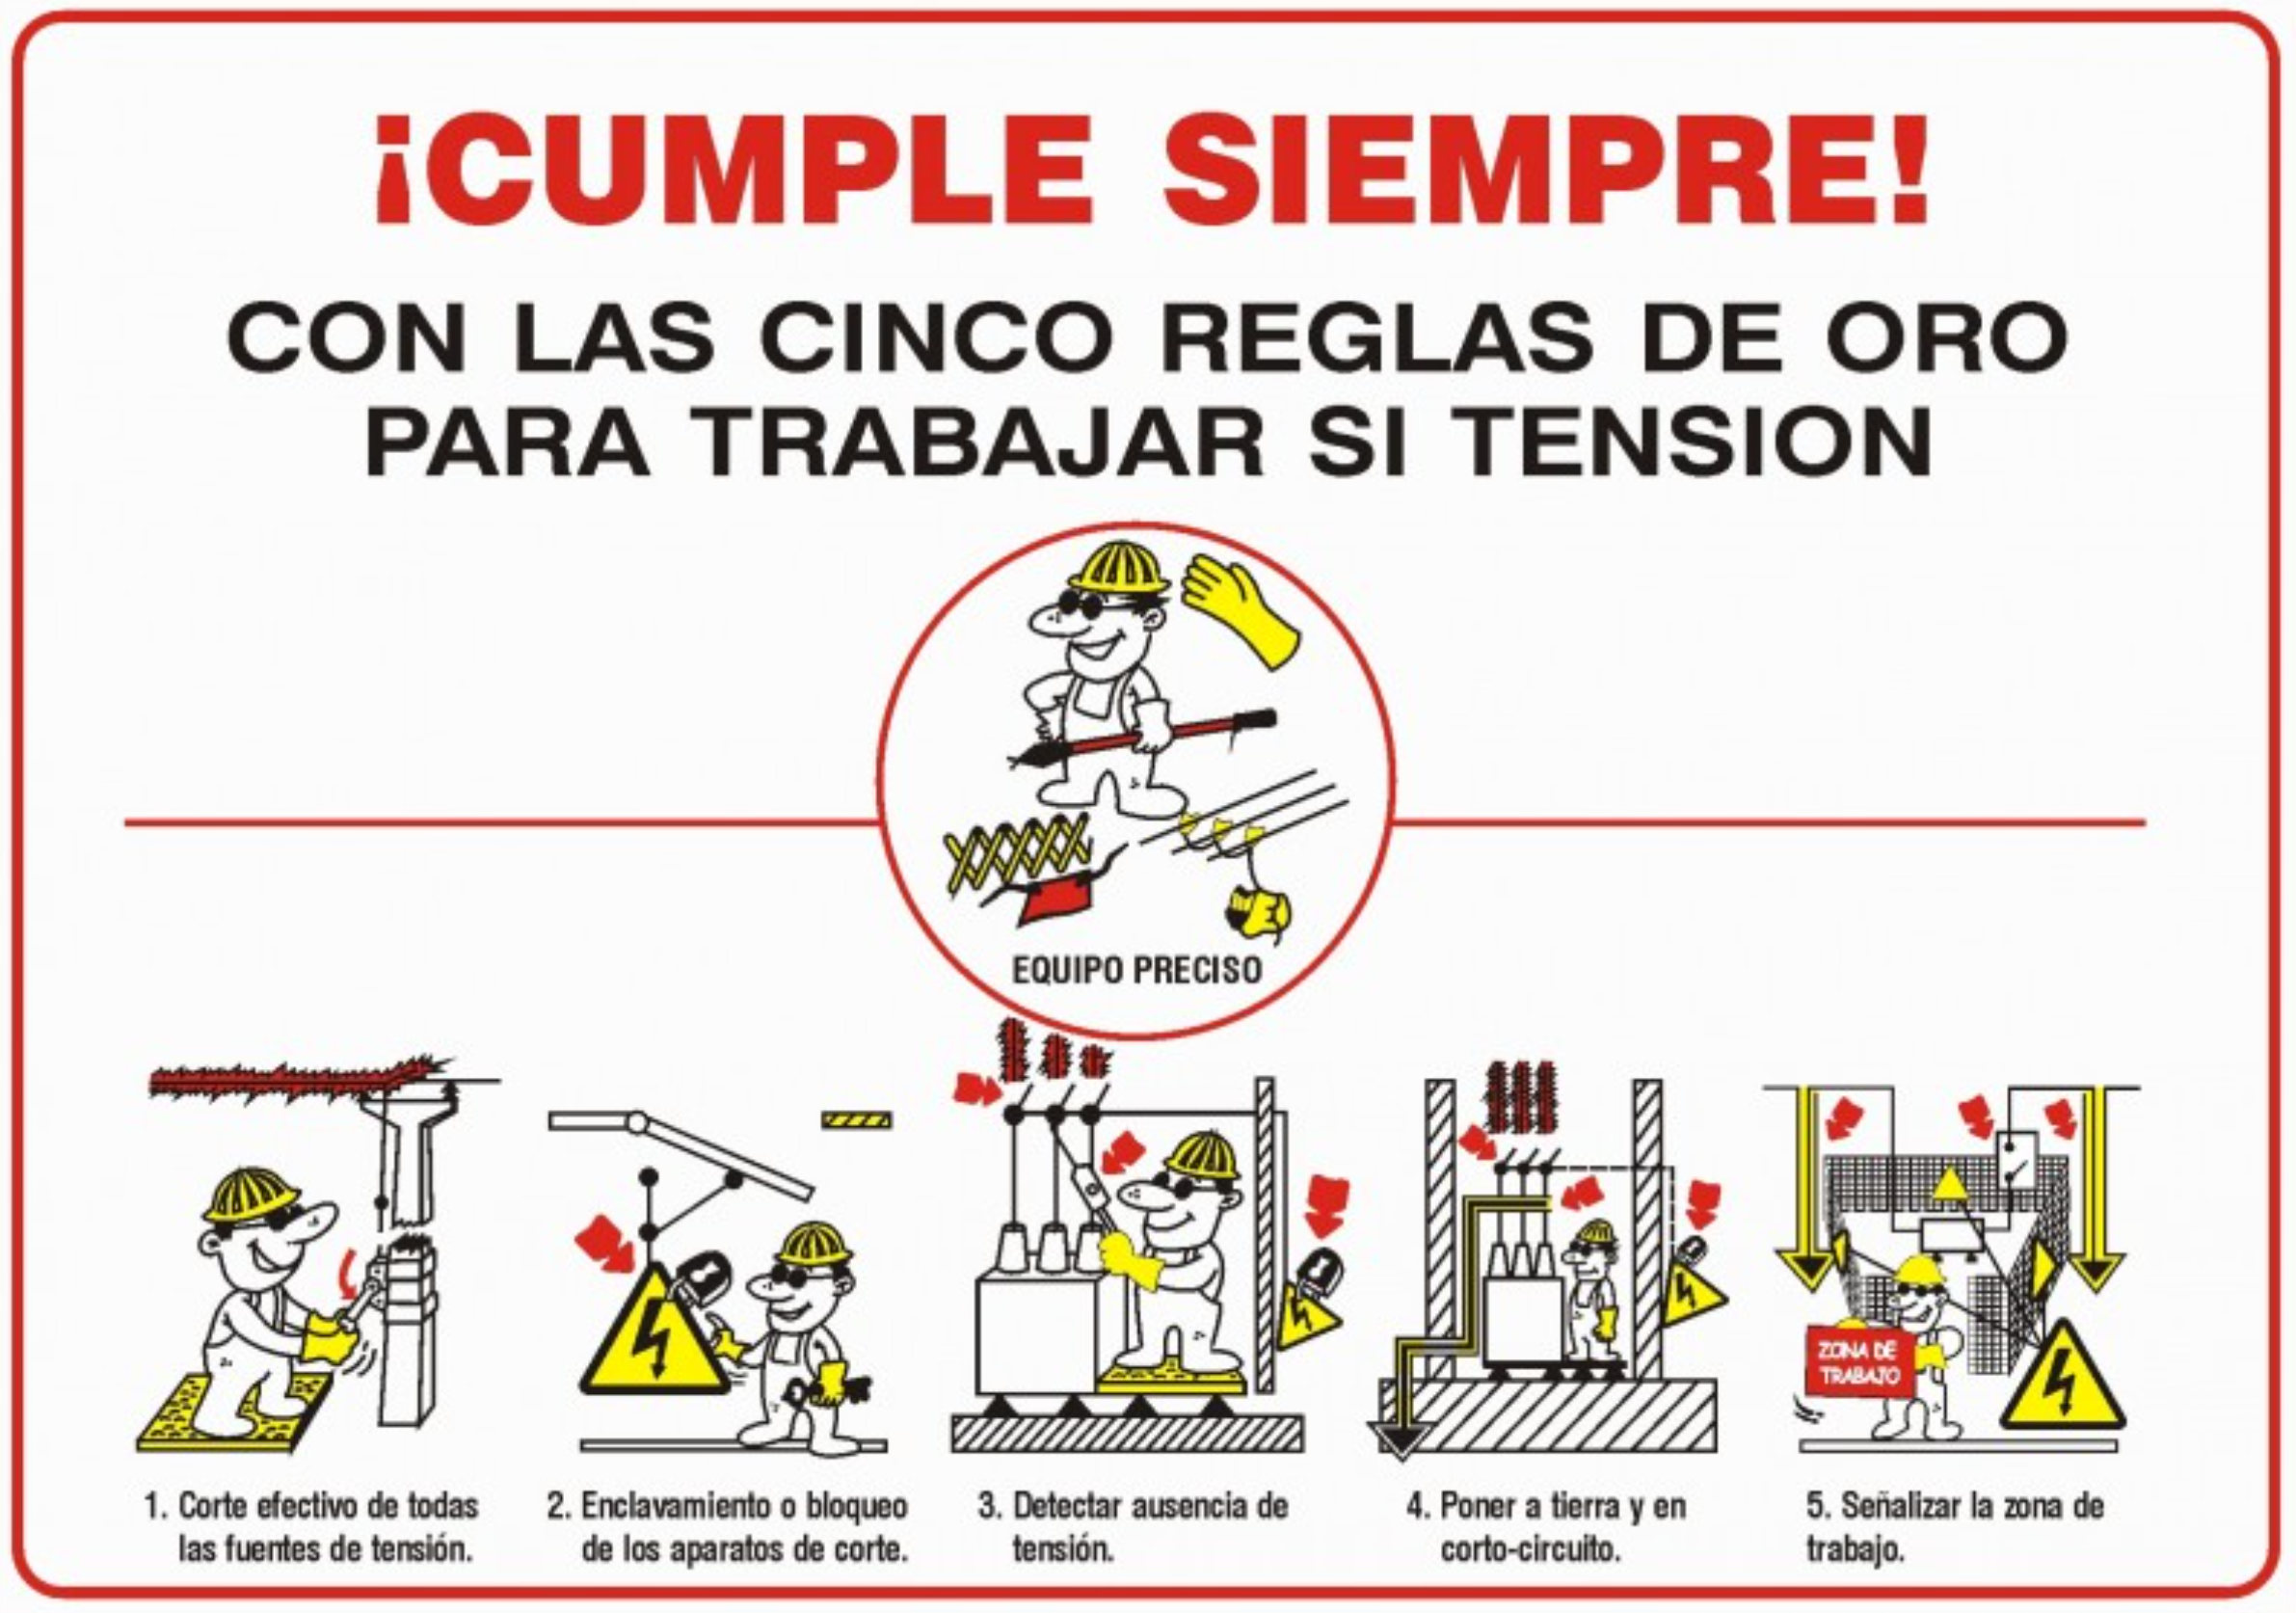 ¡CUMPLE SIEMPRE!
CON LAS CINCO REGLAS DE ORO
PARA TRABAJAR SI TENSION
EQUIPO PRECISO
ZONA DE
TRABAJO
1. Corte efectivo de todas
las fuentes de tensión.
2. Enclavamiento o bloqueo
de los aparatos de corte.
3. Detectar ausencia de
tensión.
4. Poner a tierra y en
corto-circuito.
5. Señalizar la zona de
trabajo.